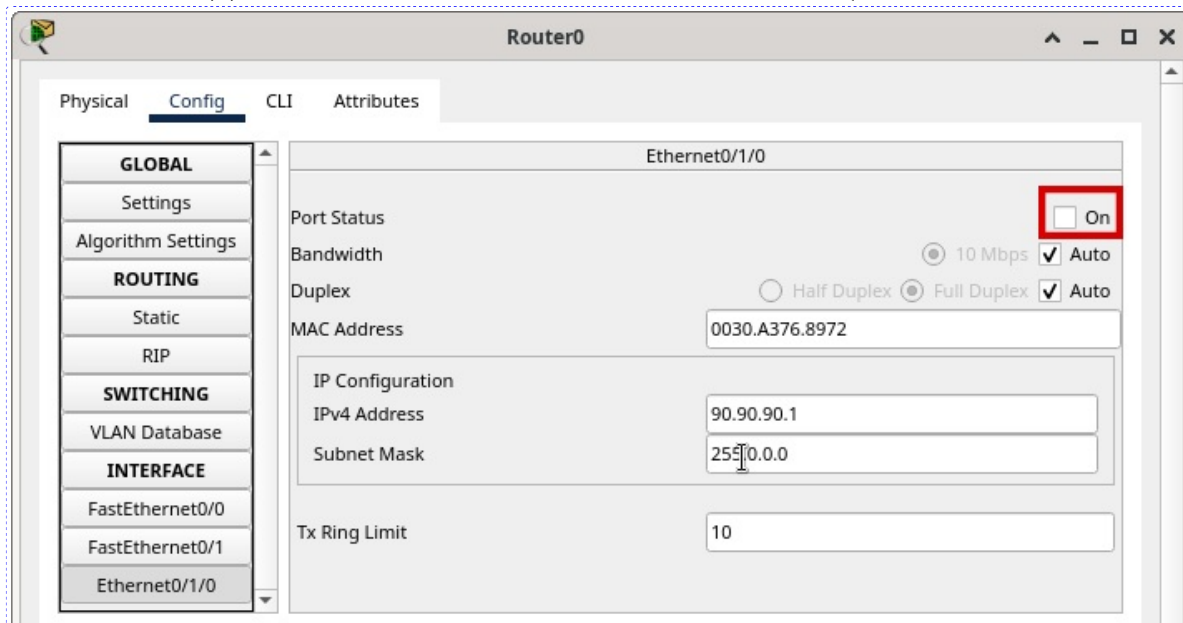 Router0
Physical Config CLI Attributes
GLOBAL
Settings
Algorithm Settings
ROUTING
Static
RIP
SWITCHING
VLAN Database
INTERFACE
FastEthernet0/0
FastEthernet0/1
Ethernet0/1/0
Ethernet0/1/0
Port Status On
Bandwidth 10 Mbps Auto
Duplex Half Duplex Full Duplex Auto
MAC Address 0030.A376.8972
IP Configuration
IPv4 Address 90.90.90.1
Subnet Mask 255.0.0.0
Tx Ring Limit 10